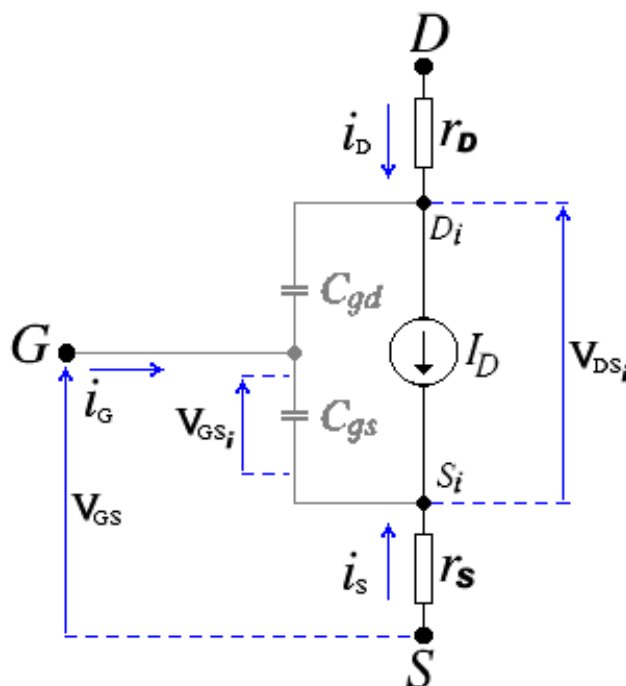 D
i_D
r_D
D_i
C_gd
G
I_D
V_DS_i
i_G
V_GS_i
C_gs
V_GS
S_i
i_S
r_S
S